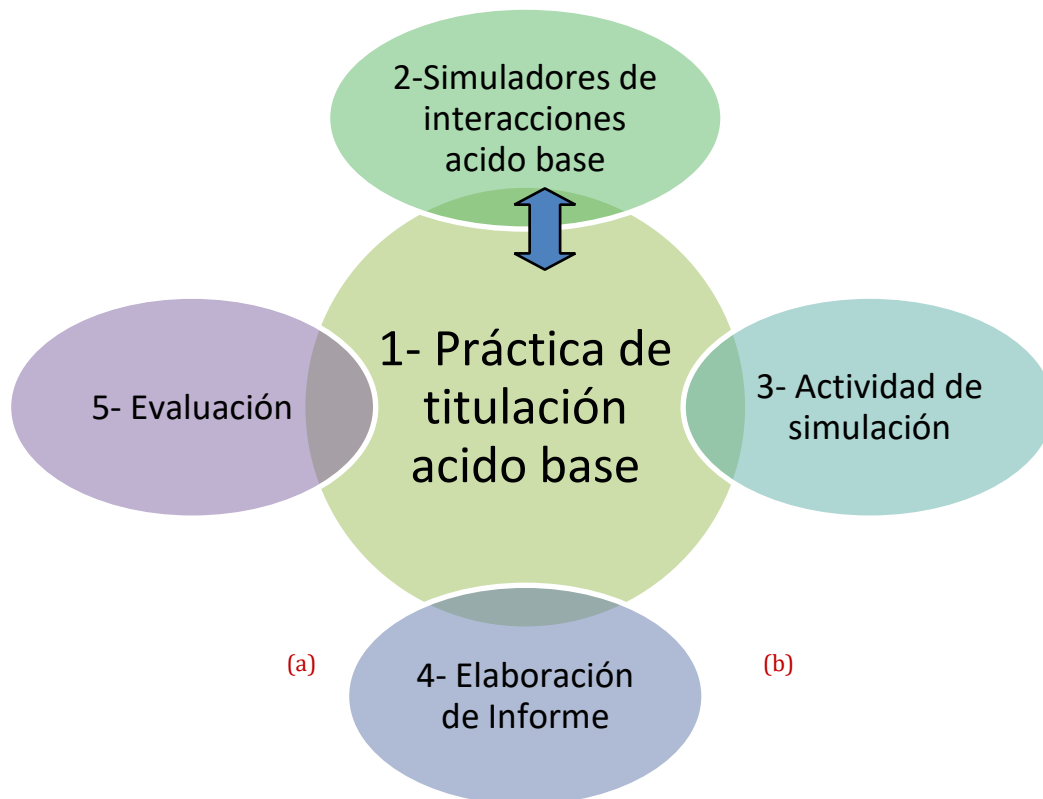 2-Simuladores de
interacciones
acido base
1- Práctica de
titulación
acido base
5- Evaluación
3- Actividad de
simulación
(a)
(b)
4- Elaboración
de Informe